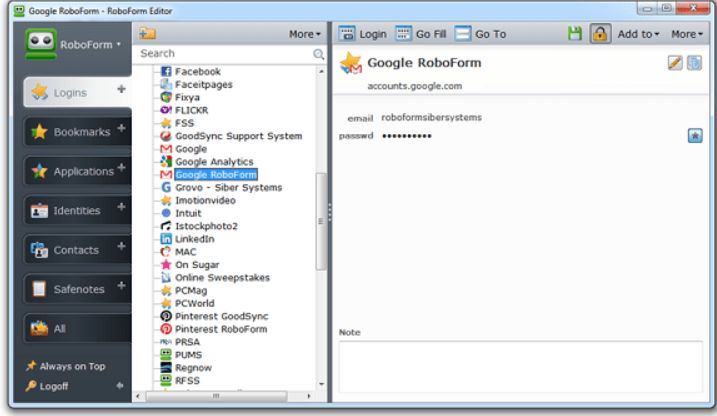 Google RoboForm - RoboForm Editor
RoboForm
Logins
Bookmarks
Applications
Identities
Contacts
Safenotes
All
Always on Top
Logoff
More
Search
Facebook
Faceitpages
Fixya
FLICKR
FSS
GoodSync Support System
Google
Google Analytics
Google RoboForm
Grovo - Siber Systems
Imotionvideo
Intuit
Istockphoto2
LinkedIn
MAC
On Sugar
Online Sweepstakes
PCMag
PCWorld
Pinterest GoodSync
Pinterest RoboForm
PRSA
PUMS
Regnow
RFSS
Login Go Fill Go To Add to More
Google RoboForm
accounts.google.com
email roboformsibersystems
passwd ••••••••••
Note